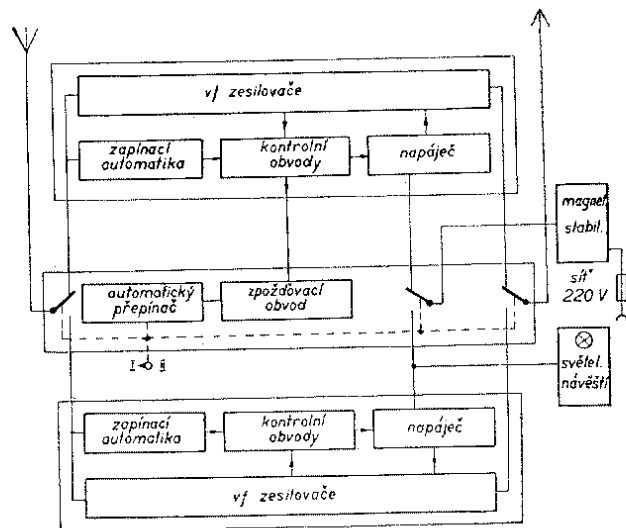 vf zesilovače
zapínací
automatika
kontrolní
obvody
napáječ
magnet.
stabil.
síť
220 V
automatický
přepínač
zpožďovací
obvod
I II
světel.
návěští
zapínací
automatika
kontrolní
obvody
napáječ
vf zesilovače